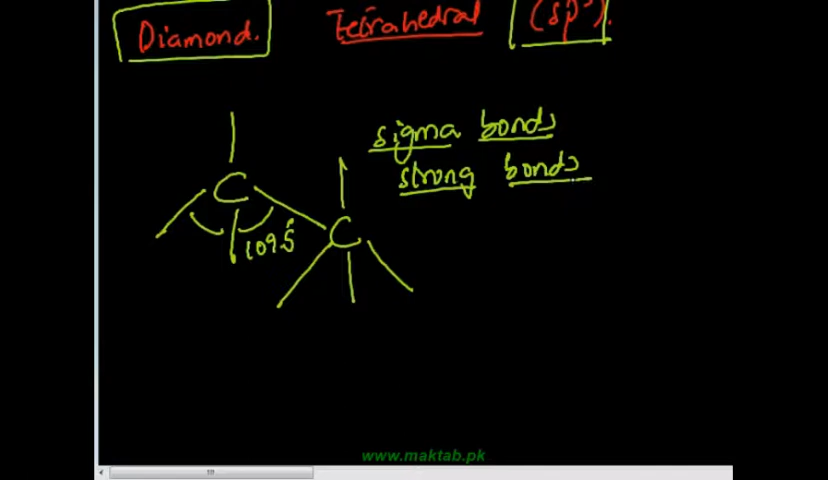 Diamond. Tetrahedral (sp³).
sigma bonds
strong bonds
C
C
109.5
www.maktab.pk